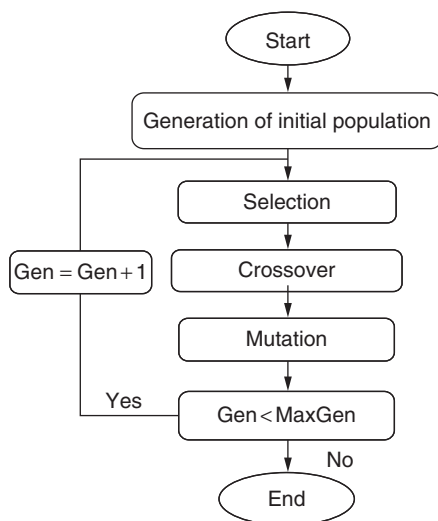 Start
Generation of initial population
Selection
Gen = Gen + 1
Crossover
Mutation
Yes
Gen < MaxGen
No
End